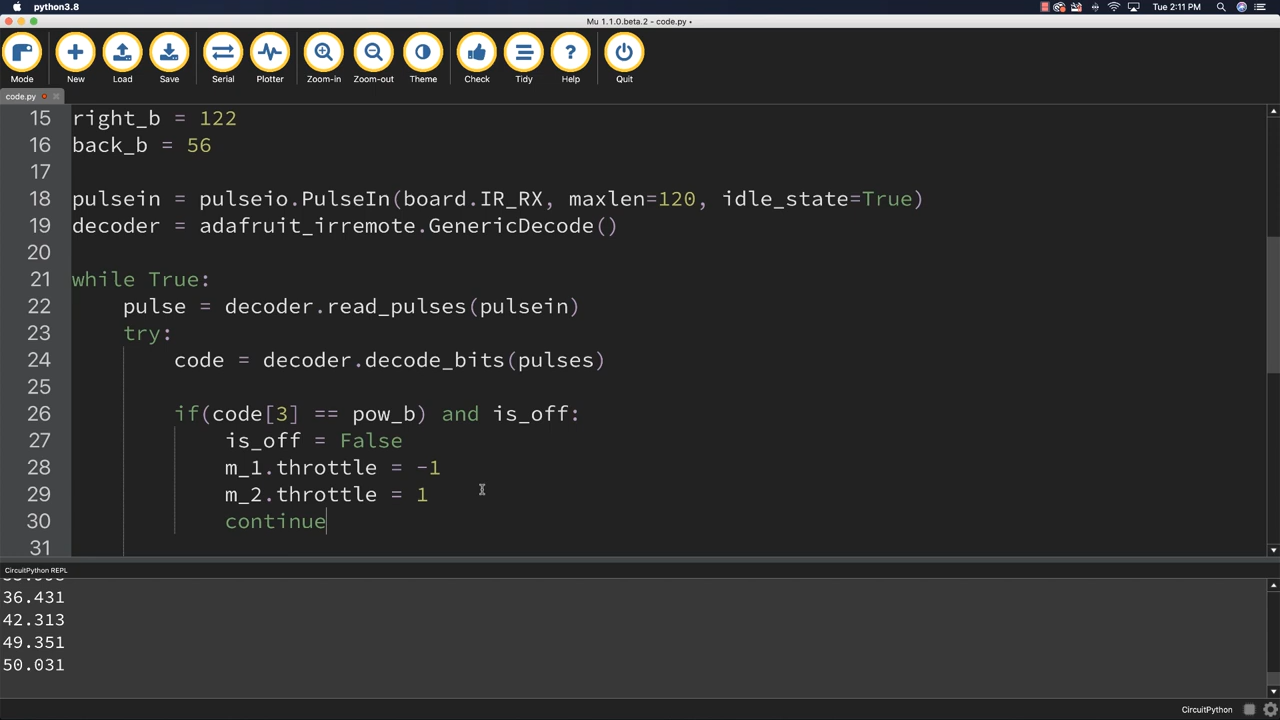 python3.8
Tue 2:11 PM
Mu 1.1.0.beta.2 - code.py •
Mode New Load Save Serial Plotter Zoom-in Zoom-out Theme Check Tidy Help Quit
code.py
15 right_b = 122
16 back_b = 56
17
18 pulsein = pulseio.PulseIn(board.IR_RX, maxlen=120, idle_state=True)
19 decoder = adafruit_irremote.GenericDecode()
20
21 while True:
22 pulse = decoder.read_pulses(pulsein)
23 try:
24 code = decoder.decode_bits(pulses)
25
26 if(code[3] == pow_b) and is_off:
27 is_off = False
28 m_1.throttle = -1
29 m_2.throttle = 1
30 continue
31
CircuitPython REPL
36.431
42.313
49.351
50.031
CircuitPython